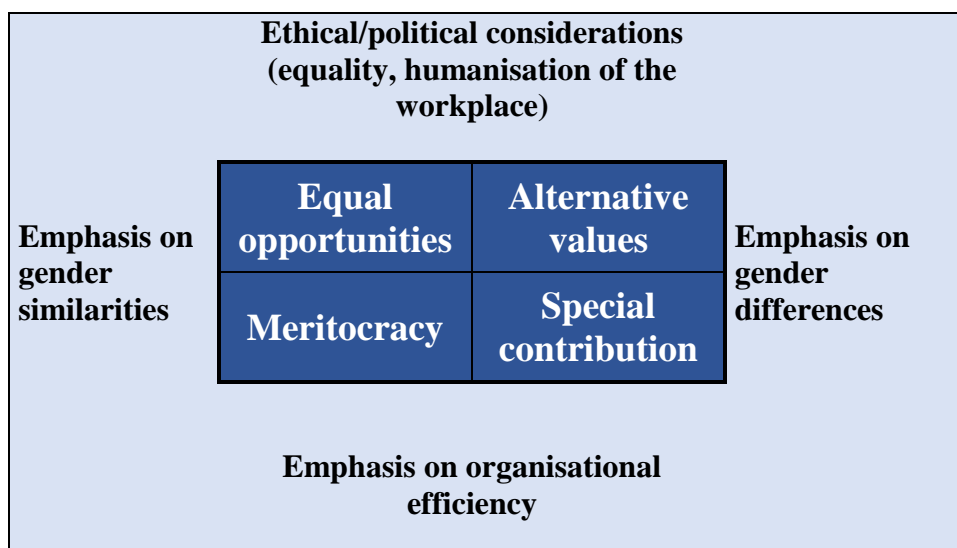 Ethical/political considerations
(equality, humanisation of the
workplace)
Equal
opportunities
Alternative
values
Emphasis on
gender
similarities
Emphasis on
gender
differences
Meritocracy
Special
contribution
Emphasis on organisational
efficiency